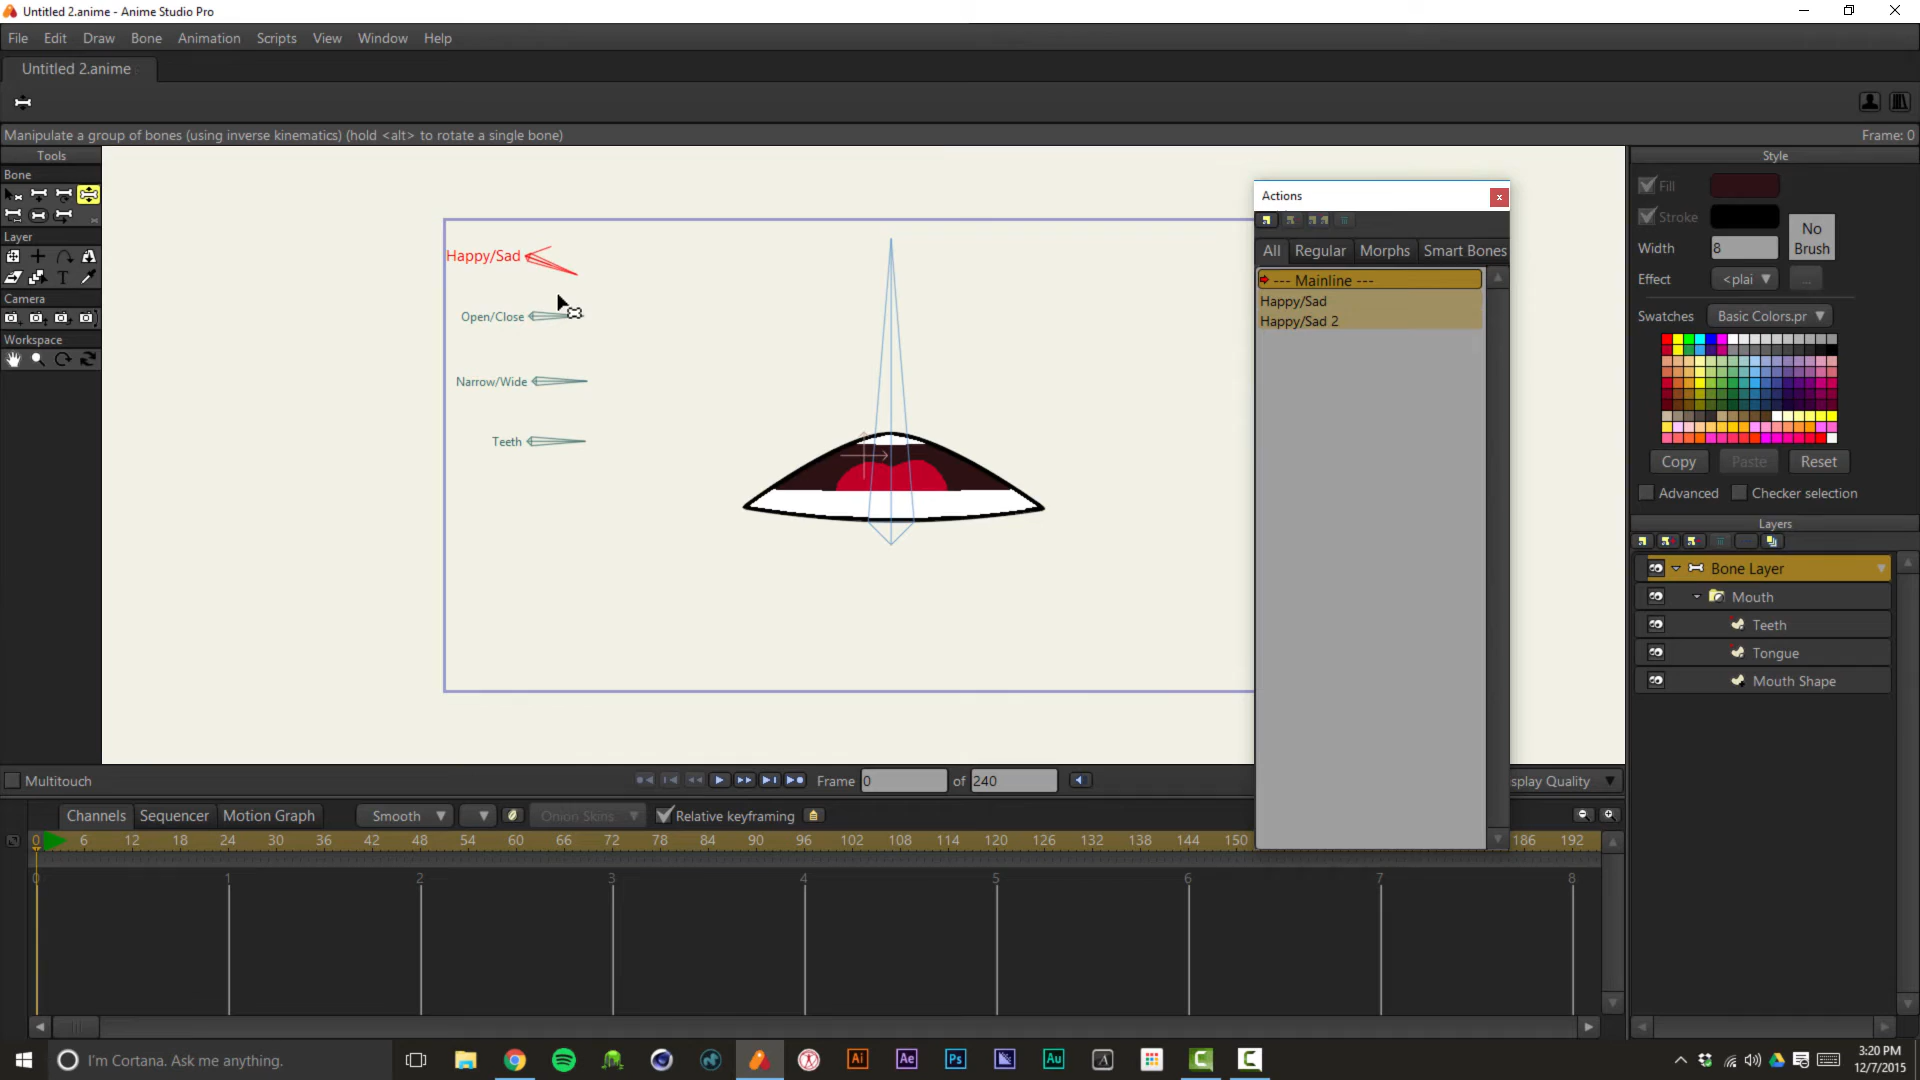 Untitled 2.anime - Anime Studio Pro
File Edit Draw Bone Animation Scripts View Window Help
Untitled 2.anime
Manipulate a group of bones (using inverse kinematics) (hold <alt> to rotate a single bone) Frame: 0
Tools
Bone
Layer
Camera
Workspace
Happy/Sad
Open/Close
Narrow/Wide
Teeth
Actions
All Regular Morphs Smart Bones
--- Mainline ---
Happy/Sad
Happy/Sad 2
Style
Fill
Stroke
No Brush
Width 8
Effect <plai ...
Swatches Basic Colors.pr
Copy Paste Reset
Advanced Checker selection
Layers
Bone Layer
Mouth
Teeth
Tongue
Mouth Shape
Multitouch Frame 0 of 240 splay Quality
Channels Sequencer Motion Graph Smooth Onion Skins Relative keyframing
0 6 12 18 24 30 36 42 48 54 60 66 72 78 84 90 96 102 108 114 120 126 132 138 144 150 186 192
0 1 2 3 4 5 6 7 8
I'm Cortana. Ask me anything.
Ai Ae Ps Au
3:20 PM
12/7/2015